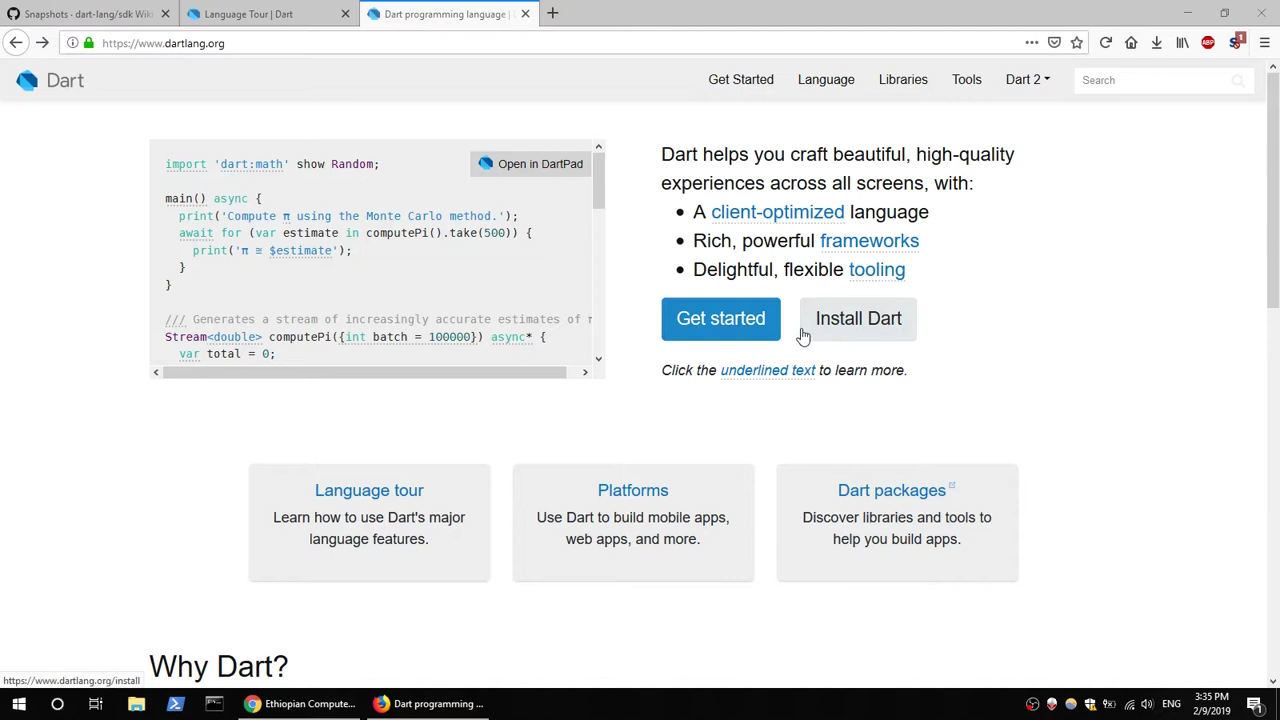 Snapshots - dart-lang/sdk Wiki
Language Tour | Dart
Dart programming language |
https://www.dartlang.org
ABP
1
Dart
Get Started
Language
Libraries
Tools
Dart 2
Search
import 'dart:math' show Random;
Open in DartPad
main() async {
print('Compute π using the Monte Carlo method.');
await for (var estimate in computePi().take(500)) {
print('π ≅ $estimate');
}
}
/// Generates a stream of increasingly accurate estimates of π
Stream<double> computePi({int batch = 100000}) async* {
var total = 0;
Dart helps you craft beautiful, high-quality
experiences across all screens, with:
• A client-optimized language
• Rich, powerful frameworks
• Delightful, flexible tooling
Get started
Install Dart
Click the underlined text to learn more.
Language tour
Learn how to use Dart's major
language features.
Platforms
Use Dart to build mobile apps,
web apps, and more.
Dart packages
Discover libraries and tools to
help you build apps.
Why Dart?
https://www.dartlang.org/install
Ethiopian Compute...
Dart programming ...
ENG
3:35 PM
2/9/2019
1